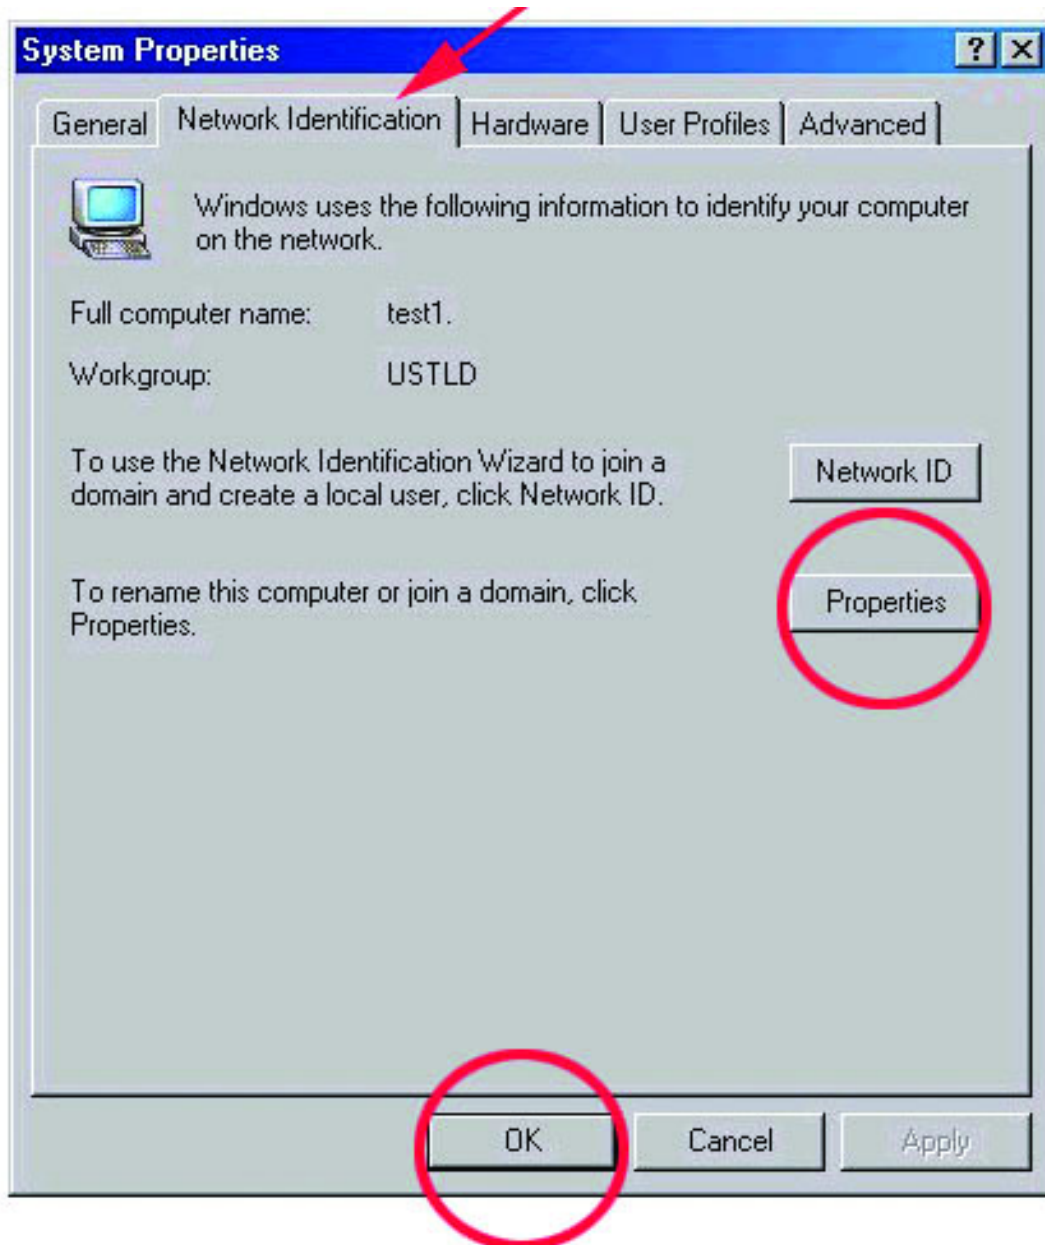 System Properties
General Network Identification Hardware User Profiles Advanced
Windows uses the following information to identify your computer
on the network.
Full computer name: test1.
Workgroup: USTLD
To use the Network Identification Wizard to join a
domain and create a local user, click Network ID.
Network ID
To rename this computer or join a domain, click
Properties.
Properties
OK Cancel Apply